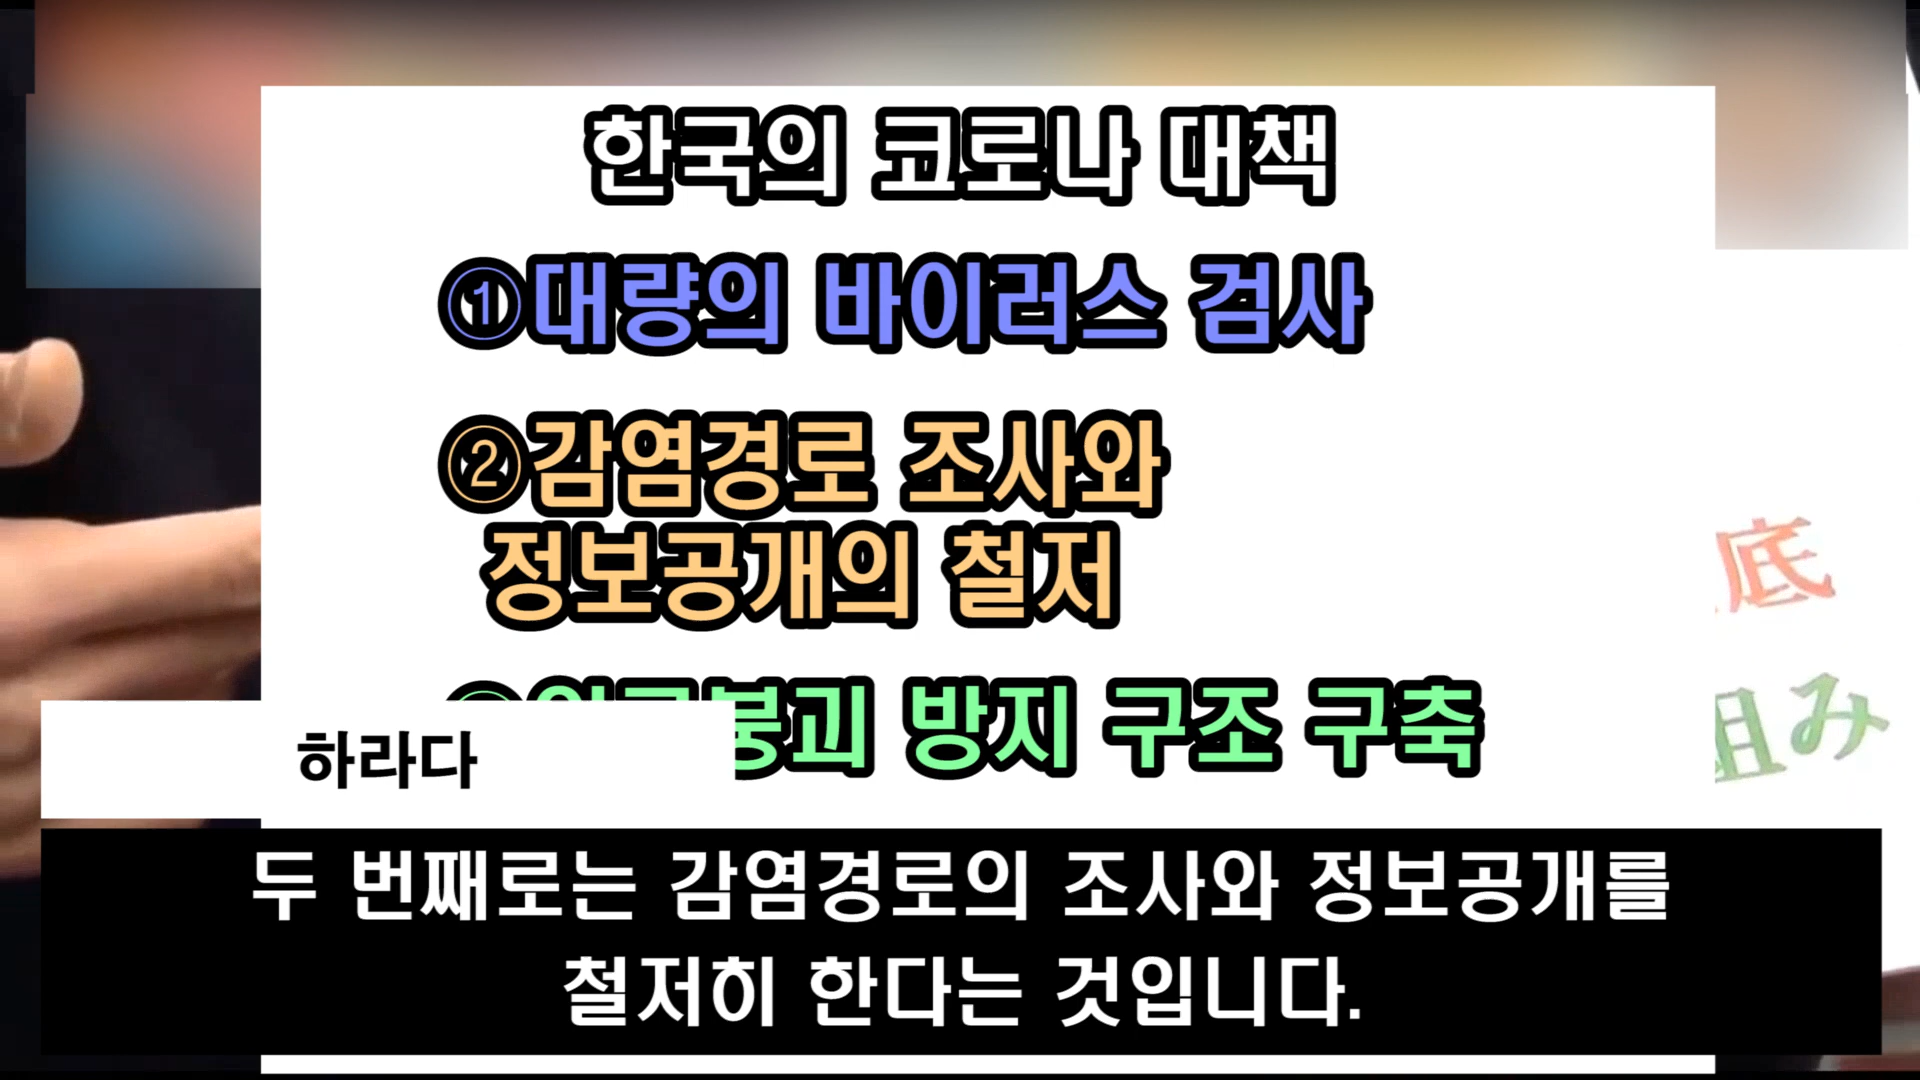 한국의 코로나 대책
①대량의 바이러스 검사
②감염경로 조사와
정보공개의 철저
방지 구조 구축
底
組み
하라다
두 번째로는 감염경로의 조사와 정보공개를
철저히 한다는 것입니다.